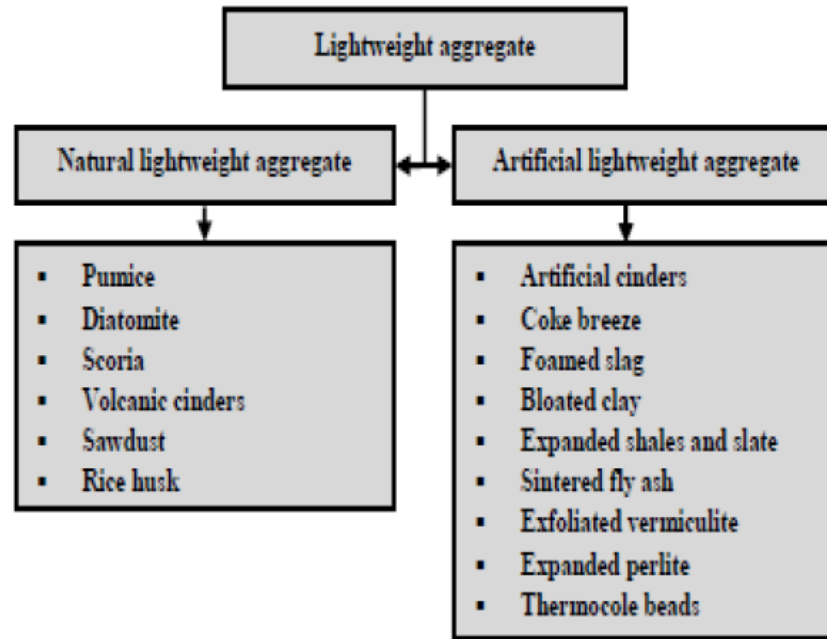 Lightweight aggregate
Natural lightweight aggregate
Artificial lightweight aggregate
▪ Pumice
▪ Diatomite
▪ Scoria
▪ Volcanic cinders
▪ Sawdust
▪ Rice husk
▪ Artificial cinders
▪ Coke breeze
▪ Foamed slag
▪ Bloated clay
▪ Expanded shales and slate
▪ Sintered fly ash
▪ Exfoliated vermiculite
▪ Expanded perlite
▪ Thermocole beads